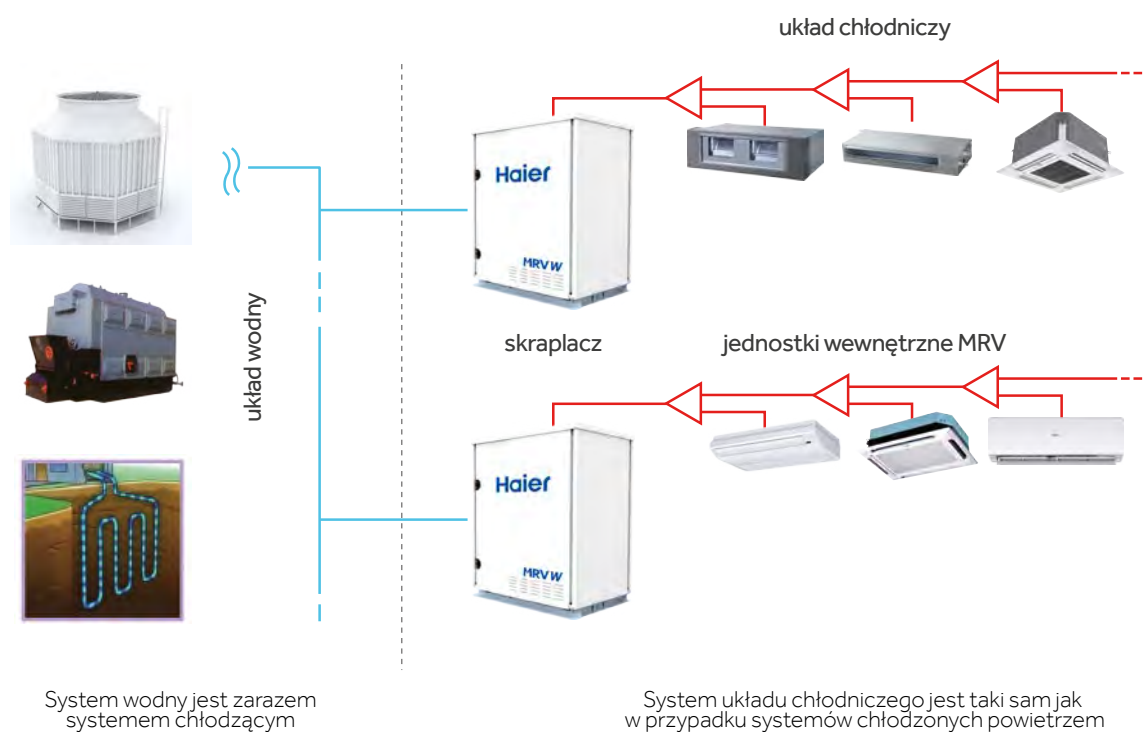 układ chłodniczy
Haier
MRV W
układ wodny
skraplacz
jednostki wewnętrzne MRV
Haier
MRV W
System wodny jest zarazem
systemem chłodzącym
System układu chłodniczego jest taki sam jak
w przypadku systemów chłodzonych powietrzem